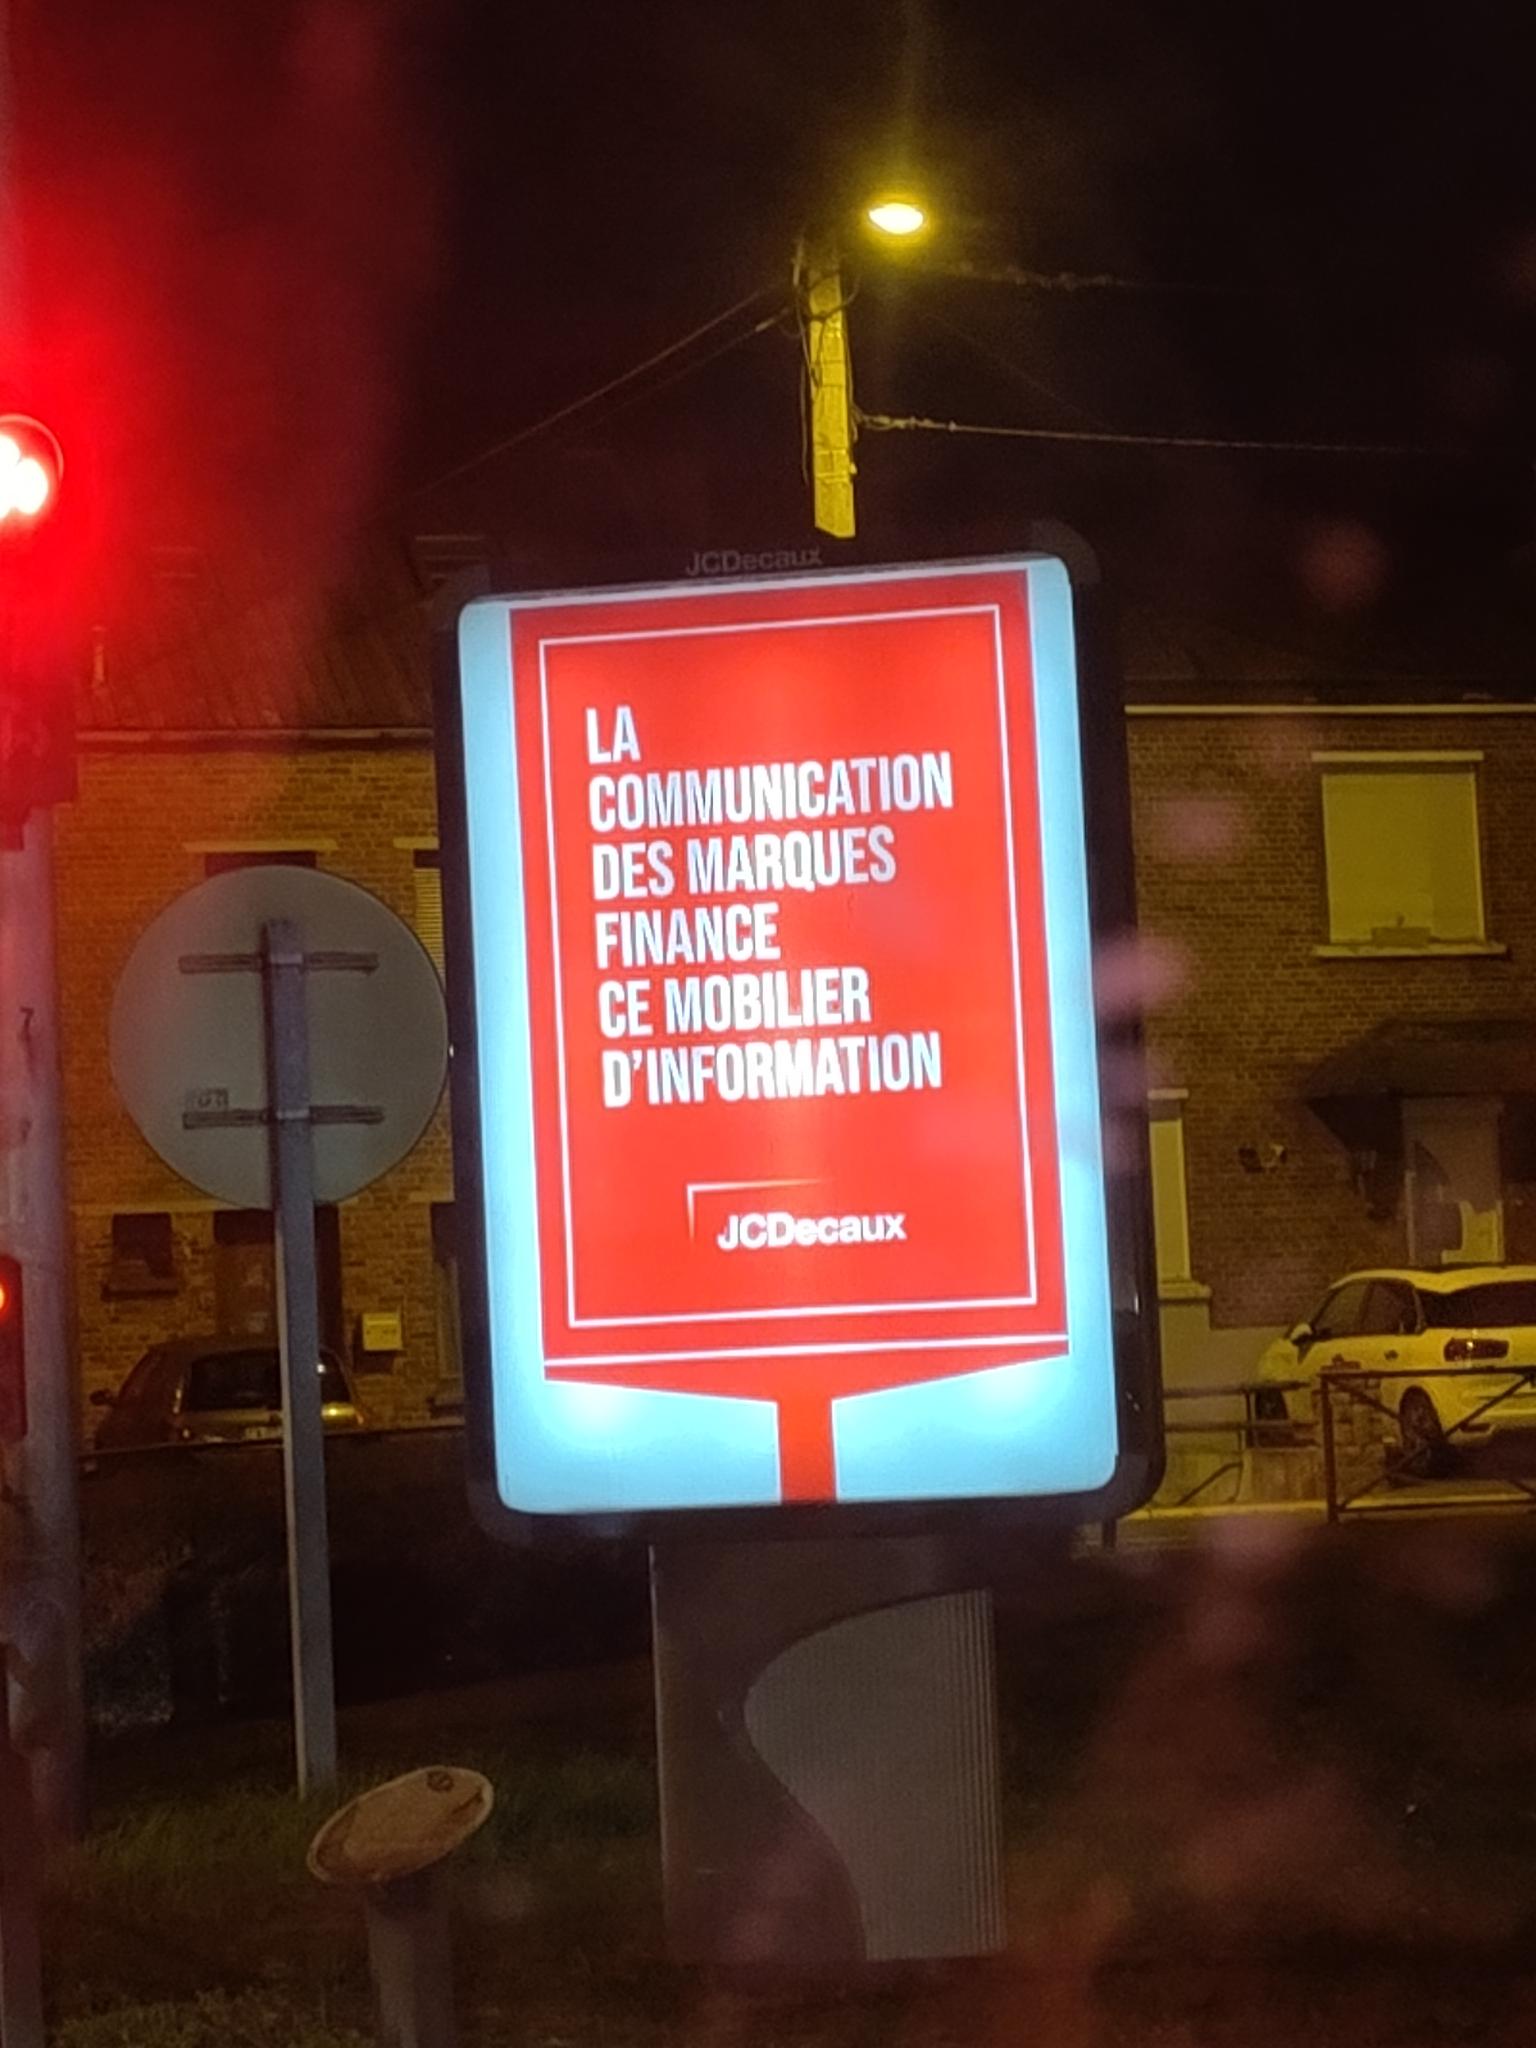 JCDecaux
LA
COMMUNICATION
DES MARQUES
FINANCE
CE MOBILIER
D'INFORMATION
JCDecaux